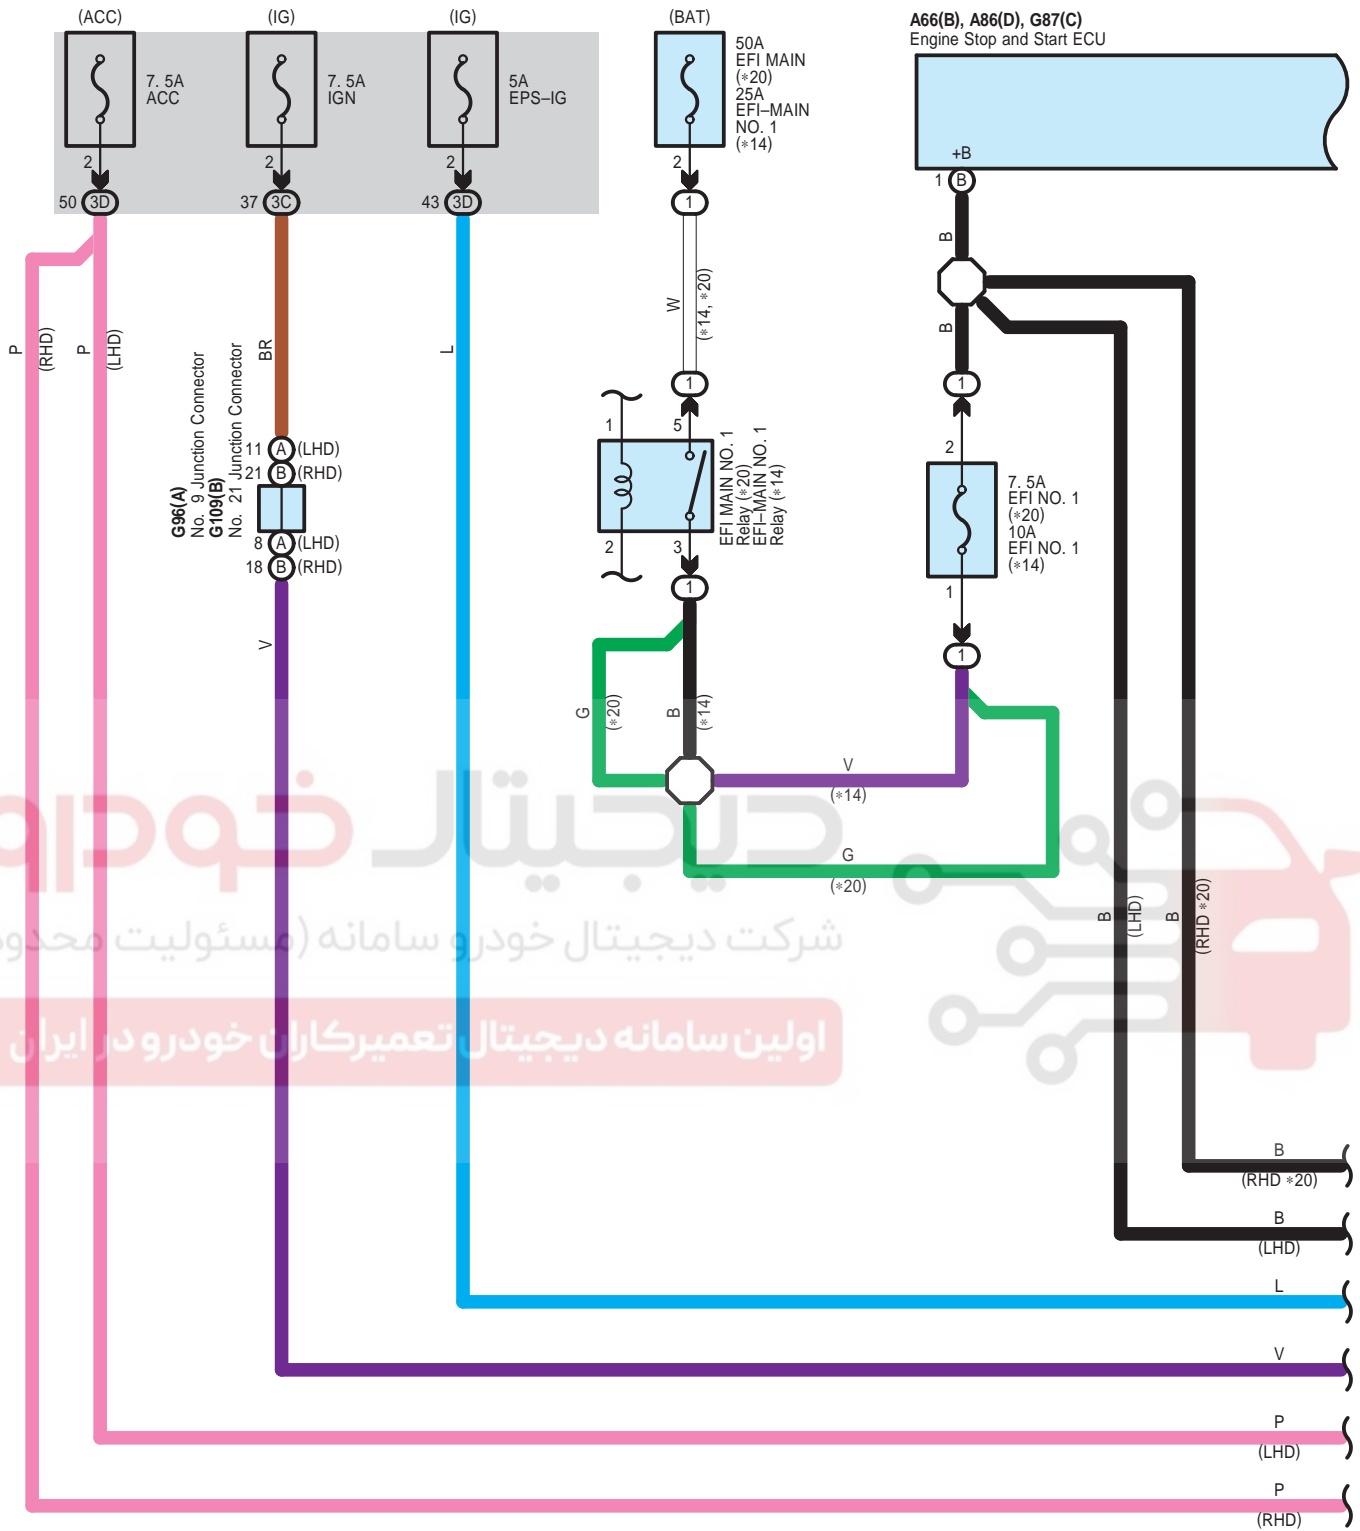 (ACC)
(IG)
(IG)
(BAT)
A66(B), A86(D), G87(C)
Engine Stop and Start ECU
7. 5A
ACC
7. 5A
IGN
5A
EPS–IG
50A
EFI MAIN
(*20)
25A
EFI–MAIN
NO. 1
(*14)
+B
2
2
2
2
1 B
50 3D
37 3C
43 3D
1
B
P
(RHD)
P
(LHD)
BR
L
W
(*14, *20)
B
1
1
G96(A)
No. 9 Junction Connector
G109(B)
No. 21 Junction Connector
11 A (LHD)
21 B (RHD)
8 A (LHD)
18 B (RHD)
1
5
2
3
EFI MAIN NO. 1
Relay (*20)
EFI–MAIN NO. 1
Relay (*14)
1
2
7. 5A
EFI NO. 1
(*20)
10A
EFI NO. 1
(*14)
1
1
V
G
(*20)
B
(*14)
V
(*14)
G
(*20)
B
(LHD)
B
(RHD *20)
دیجیتال خودرو
شرکت دیجیتال خودرو سامانه (مسئولیت محدود
اولین سامانه دیجیتال تعمیرکاران خودرو در ایران
B
(RHD *20)
B
(LHD)
L
V
P
(LHD)
P
(RHD)